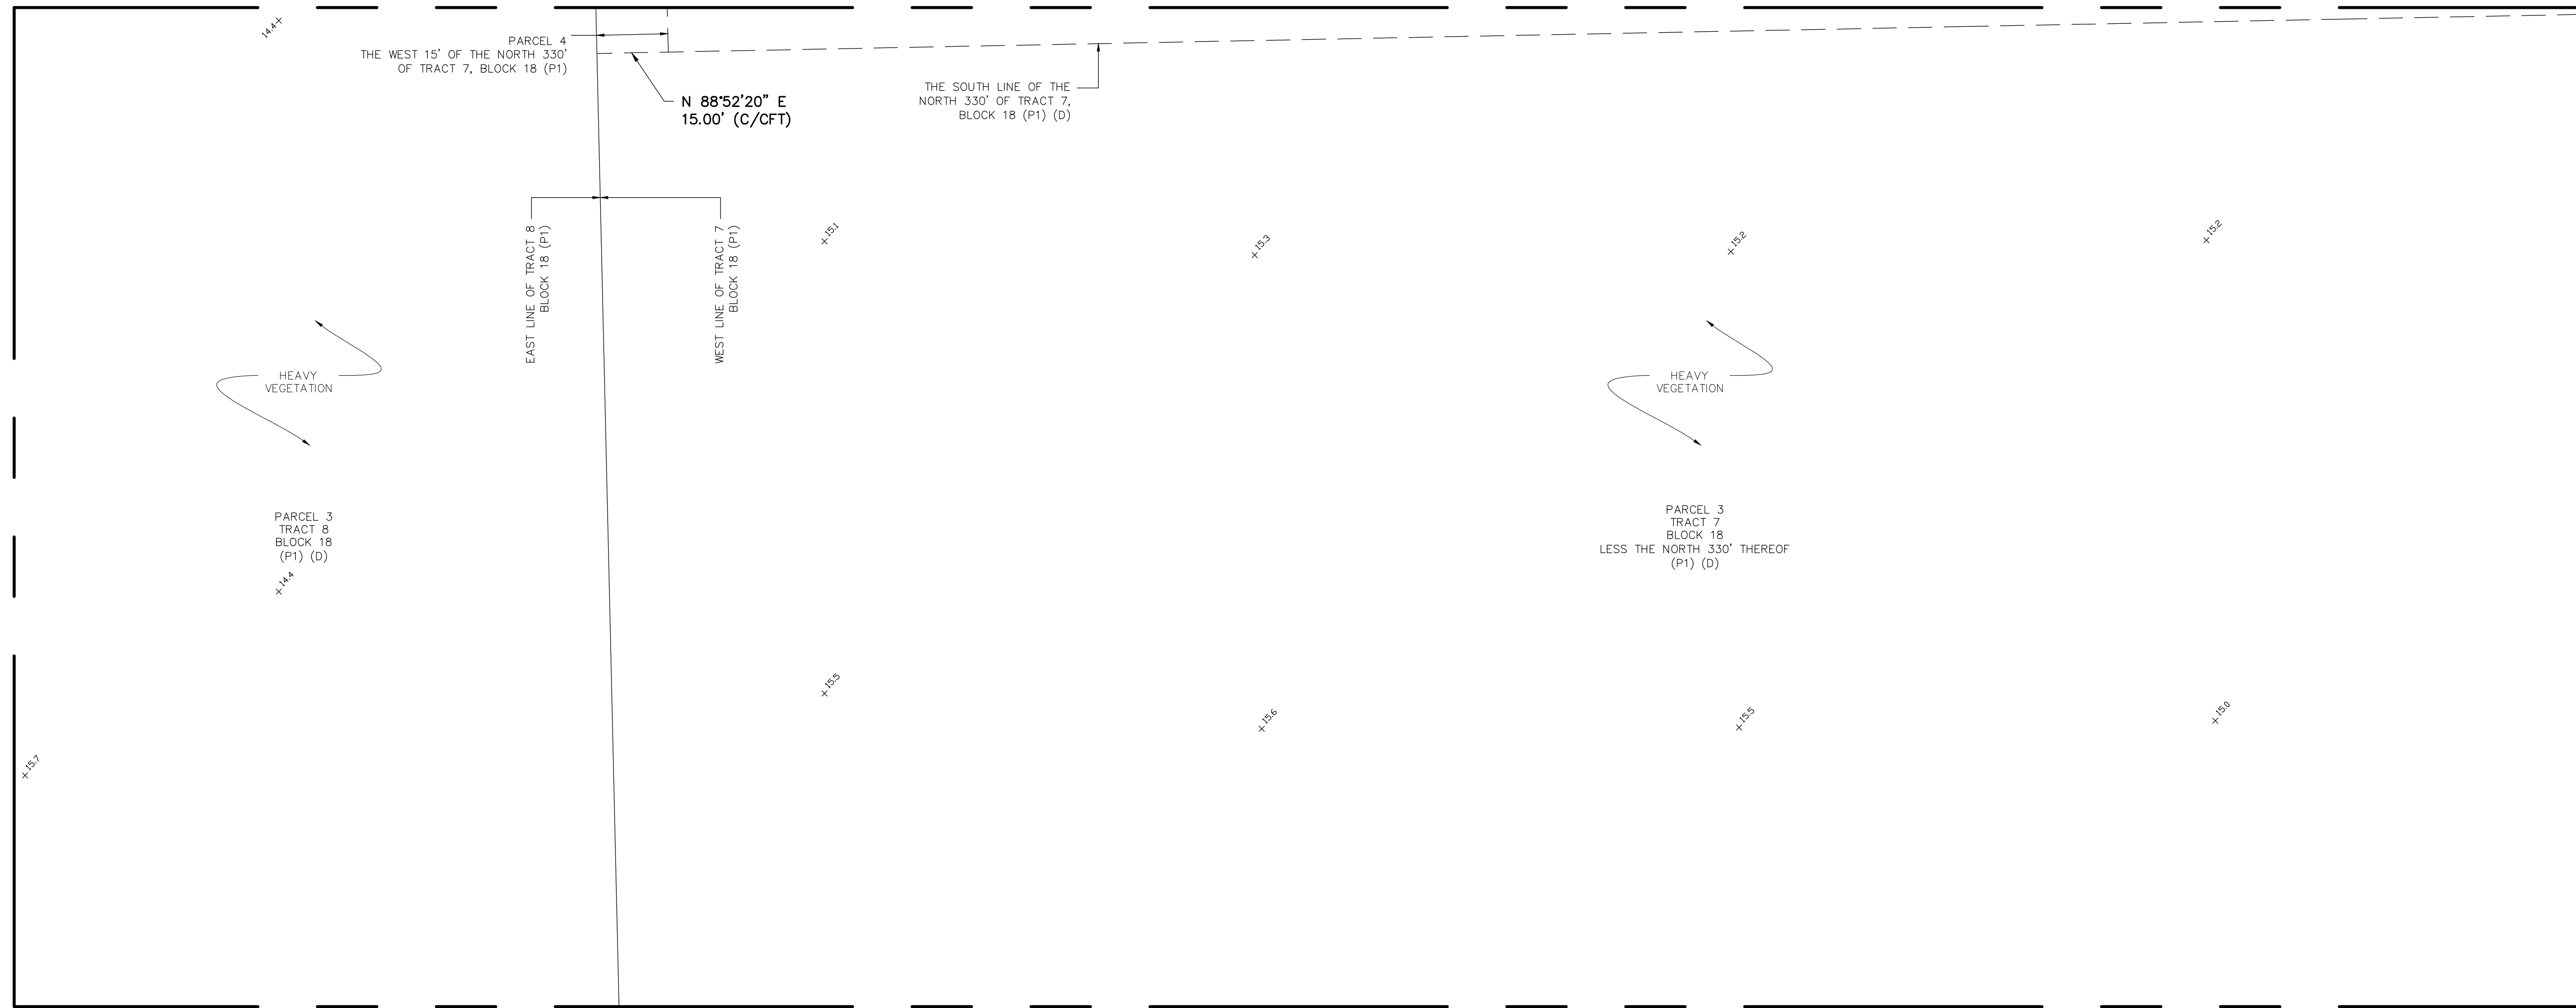 14.4
PARCEL 4
THE WEST 15' OF THE NORTH 330'
OF TRACT 7, BLOCK 18 (P1)
N 88°52'20" E
15.00' (C/CFT)
THE SOUTH LINE OF THE
NORTH 330' OF TRACT 7,
BLOCK 18 (P1) (D)
EAST LINE OF TRACT 8
BLOCK 18 (P1)
WEST LINE OF TRACT 7
BLOCK 18 (P1)
15.1
15.3
15.2
15.2
HEAVY
VEGETATION
HEAVY
VEGETATION
PARCEL 3
TRACT 8
BLOCK 18
(P1) (D)
PARCEL 3
TRACT 7
BLOCK 18
LESS THE NORTH 330' THEREOF
(P1) (D)
14.4
15.5
15.6
15.5
15.0
15.7